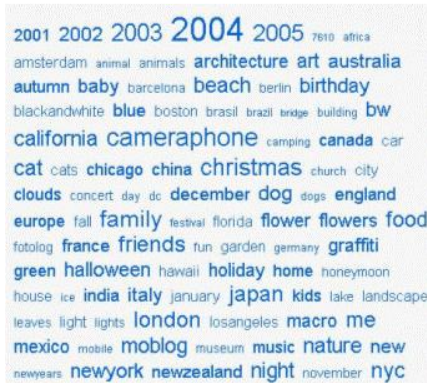 2001 2002 2003 2004 2005 7610 africa
amsterdam animal animals architecture art australia
autumn baby barcelona beach berlin birthday
blackandwhite blue boston brasil brazil bridge building bw
california cameraphone camping canada car
cat cats chicago china christmas church city
clouds concert day dc december dog dogs england
europe fall family festival florida flower flowers food
fotolog france friends fun garden germany graffiti
green halloween hawaii holiday home honeymoon
house ice india italy january japan kids lake landscape
leaves light lights london losangeles macro me
mexico mobile moblog museum music nature new
newyears newyork newzealand night november nyc